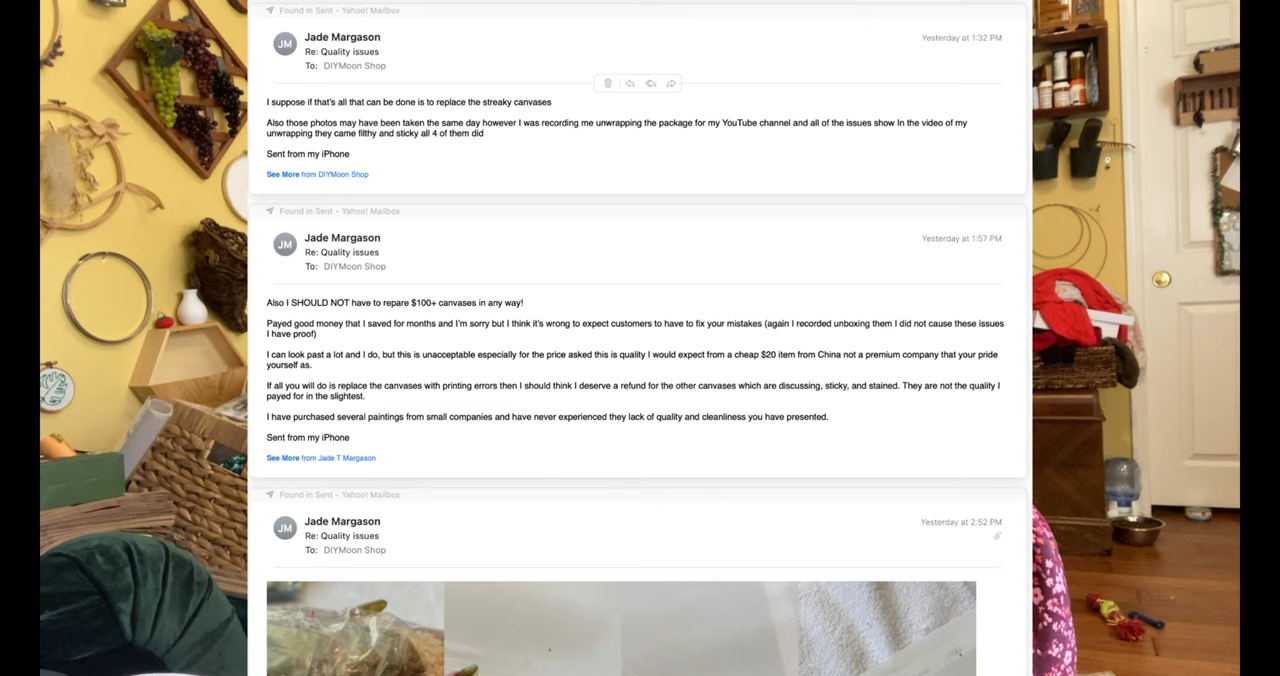 Found in Sent - Yahoo! Mailbox
JM
Jade Margason
Yesterday at 1:32 PM
Re: Quality issues
To: DIYMoon Shop
I suppose if that's all that can be done is to replace the streaky canvases
Also those photos may have been taken the same day however I was recording me unwrapping the package for my YouTube channel and all of the issues show In the video of my
unwrapping they came filthy and sticky all 4 of them did
Sent from my iPhone
See More from DIYMoon Shop
Found in Sent - Yahoo! Mailbox
JM
Jade Margason
Yesterday at 1:57 PM
Re: Quality issues
To: DIYMoon Shop
Also I SHOULD NOT have to repare $100+ canvases in any way!
Payed good money that I saved for months and I'm sorry but I think it's wrong to expect customers to have to fix your mistakes (again I recorded unboxing them I did not cause these issues
I have proof)
I can look past a lot and I do, but this is unacceptable especially for the price asked this is quality I would expect from a cheap $20 item from China not a premium company that your pride
yourself as.
If all you will do is replace the canvases with printing errors then I should think I deserve a refund for the other canvases which are discussing, sticky, and stained. They are not the quality I
payed for in the slightest.
I have purchased several paintings from small companies and have never experienced they lack of quality and cleanliness you have presented.
Sent from my iPhone
See More from Jade T Margason
Found in Sent - Yahoo! Mailbox
JM
Jade Margason
Yesterday at 2:52 PM
Re: Quality issues
To: DIYMoon Shop